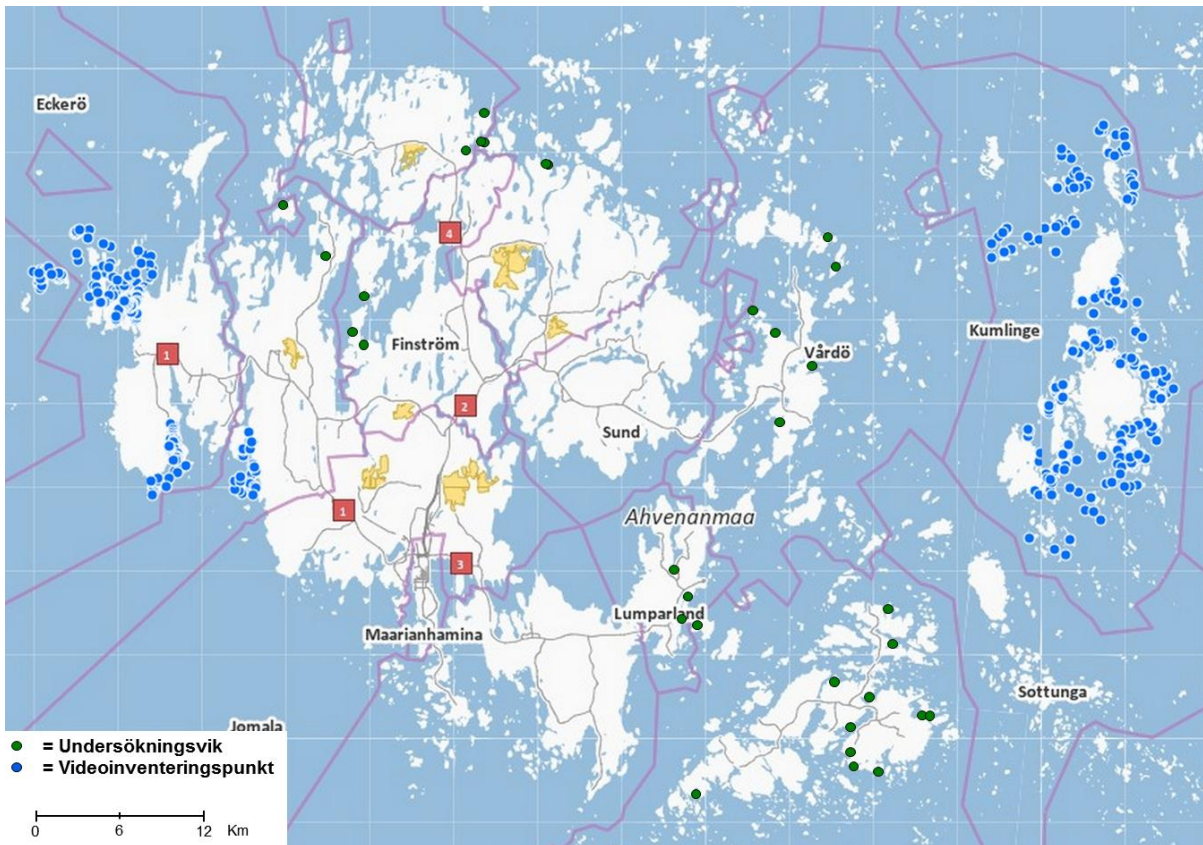 Eckerö
4
1
Finström
Kumlinge
Vårdö
2
Sund
1
Ahvenanmaa
3
Lumparland
Maarianhamina
Sottunga
Jomala
= Undersökningsvik
= Videoinventeringspunkt
0 6 12 Km